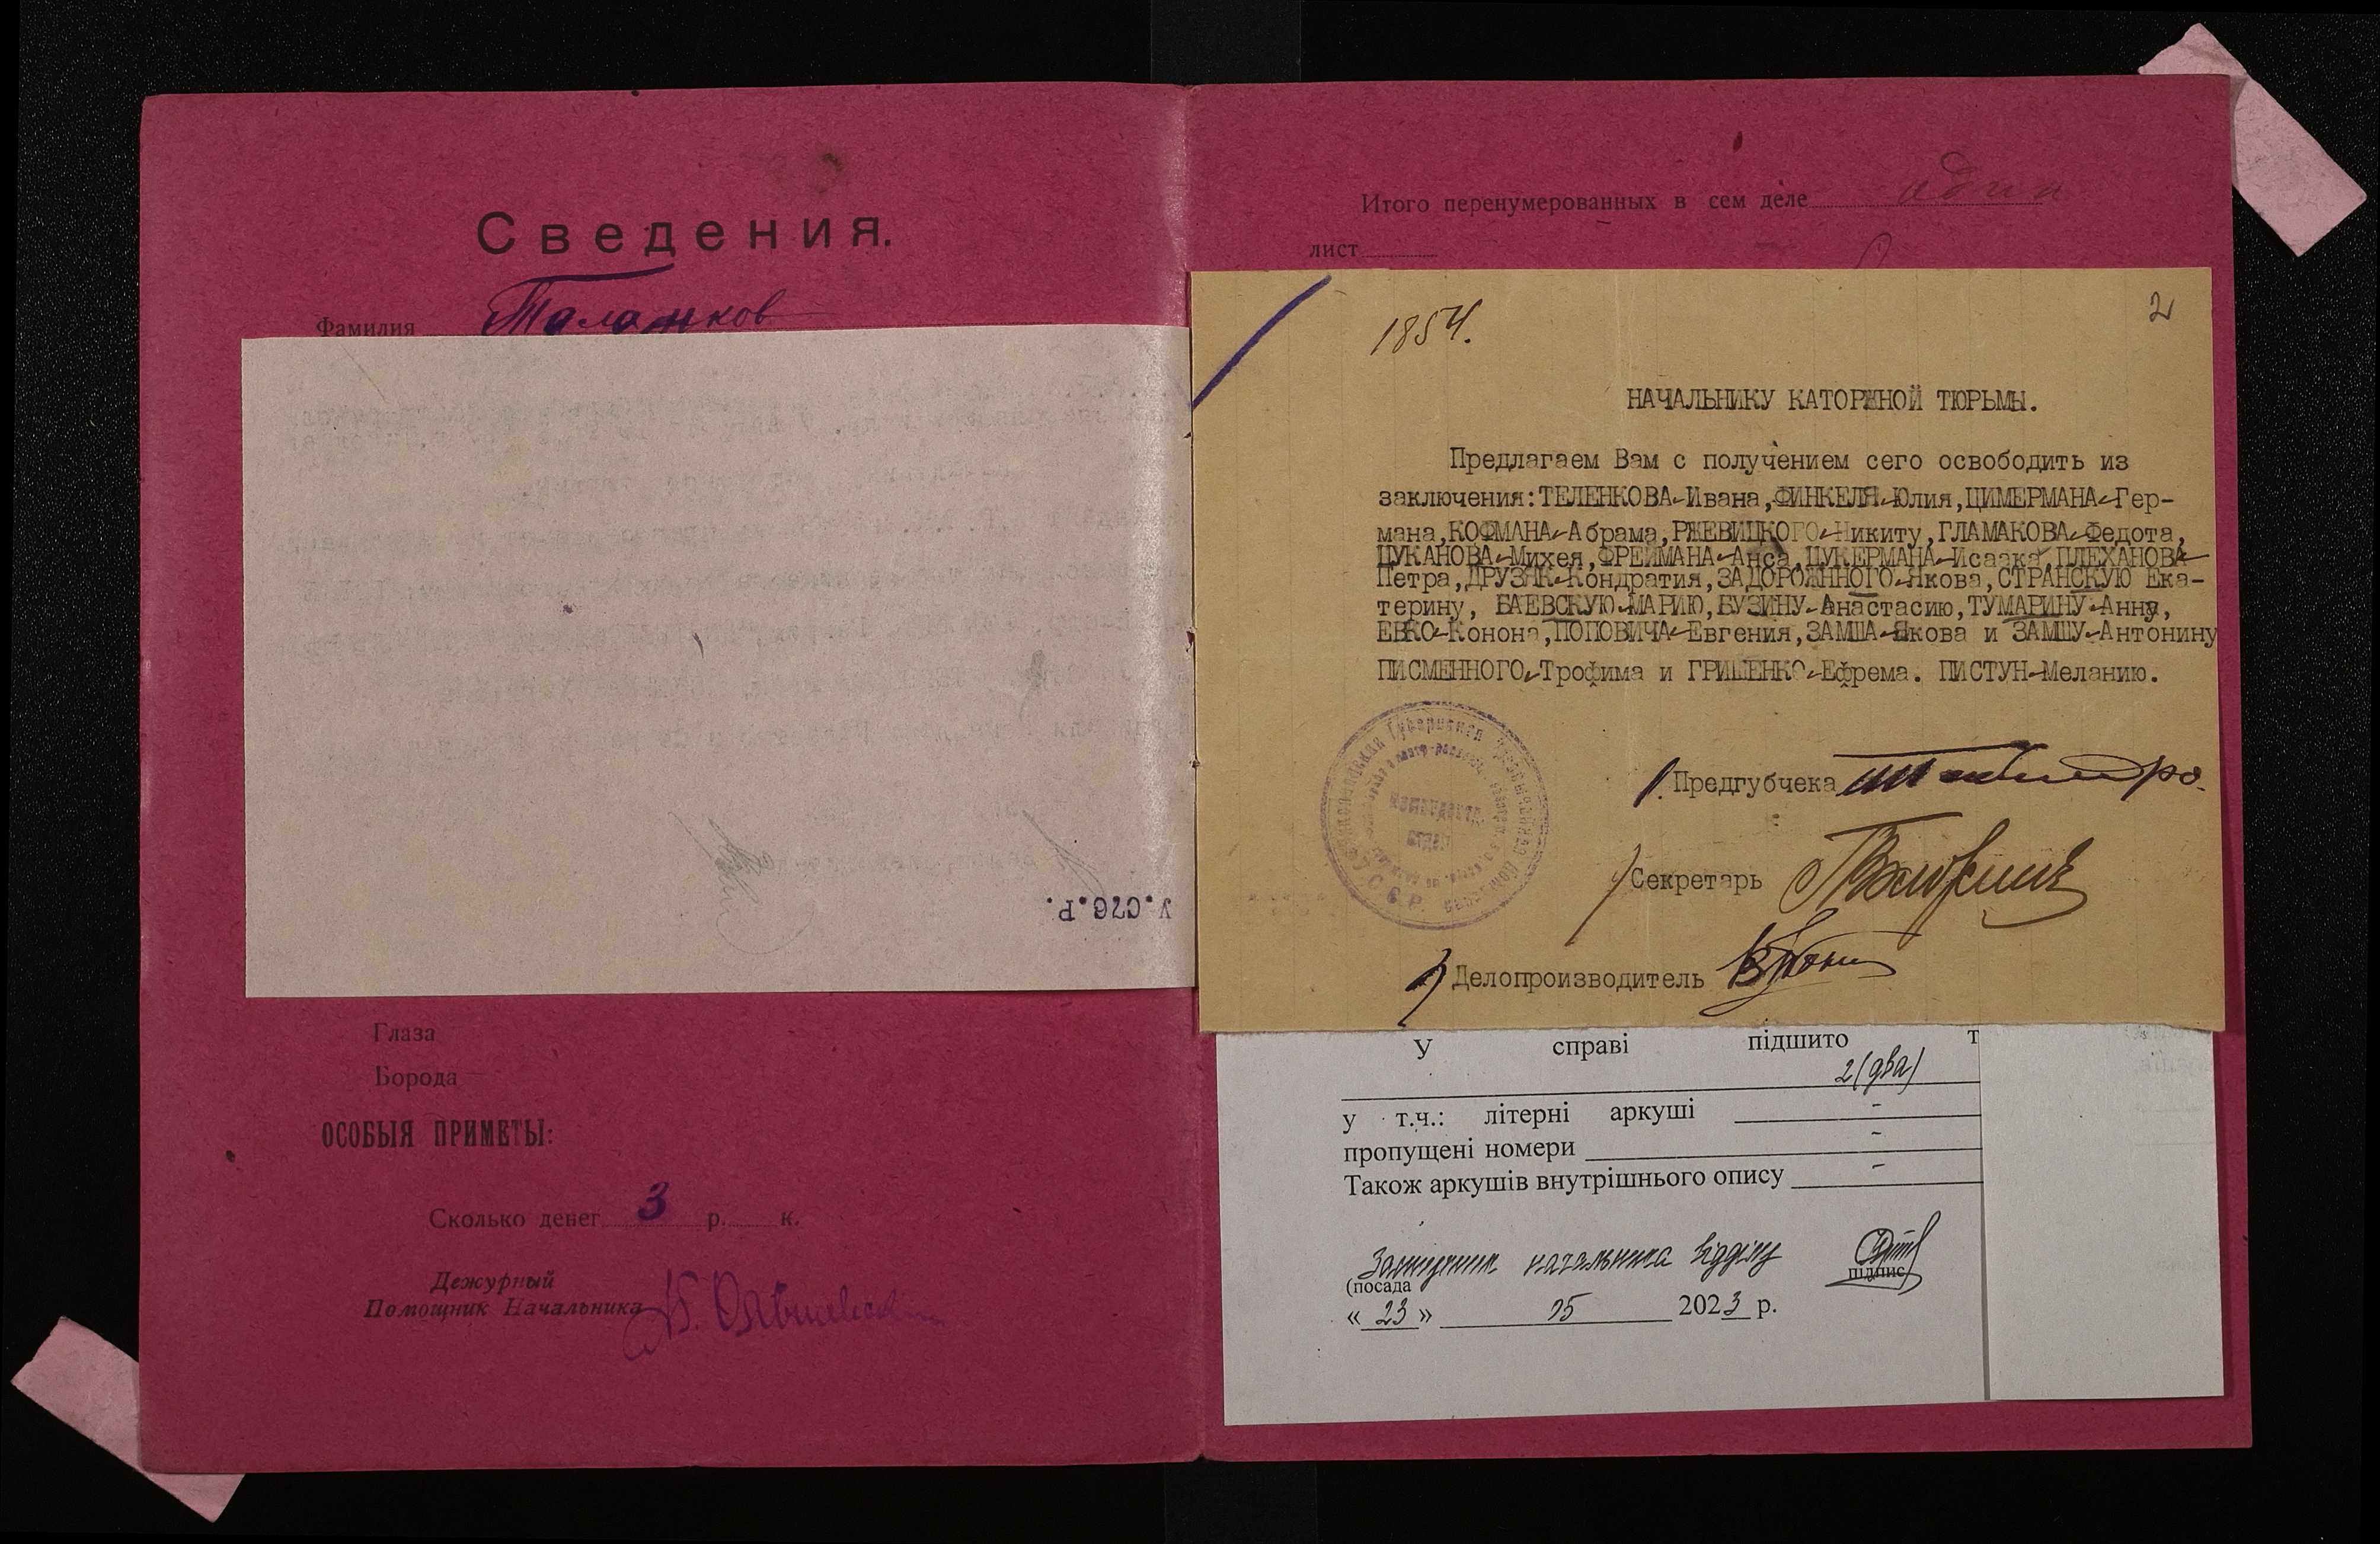 Сведения.
Фамилия
Глаза
Борода
ОСОБЫЯ ПРИМЕТЫ:
Сколько денег 3 р. к.
Дежурный
Помощник Начальника
У.С.С.Р.
Итого перенумерованных в сем деле одна
лист
2
1854.
НАЧАЛЬНИКУ КАТОРЖНОЙ ТЮРЬМЫ.
Предлагаем Вам с получением сего освободить из
заключения: ТЕЛЕНКОВА-Ивана, ФИНКЕЛЯ-Юлия, ЦИМЕРМАНА-Гер-
мана, КОФМАНА-Абрама, РЖЕВИЦКОГО-Никиту, ГЛАМАКОВА-Федота,
ЦУКАНОВА-Михея, ФРЕЙМАНА-Анса, ЦУКЕРМАНА-Исаака, ПЛЕХАНОВА-
Петра, ДРУЗЯК-Кондратия, ЗАДОРОЖННОГО-Якова, СТРАНСКУЮ Ека-
терину, БАЕВСКУЮ-МАРИЮ, БУЗИНУ-Анастасию, ТУМАРИНУ-Анну,
ЕВКО-Конона, ПОПОВИЧА-Евгения, ЗАМША-Якова и ЗАМШУ-Антонину
ПИСМЕННОГО-Трофима и ГРИШЕНКО-Ефрема. ПИСТУН-Меланию.
Предгубчека
Секретарь
Делопроизводитель
У справі підшито т
2 (два)
у т.ч.: літерні аркуші -
пропущені номери -
Також аркушів внутрішнього опису -
Заступник начальника відділу
(посада підпис
« 23 » 05 2023 р.